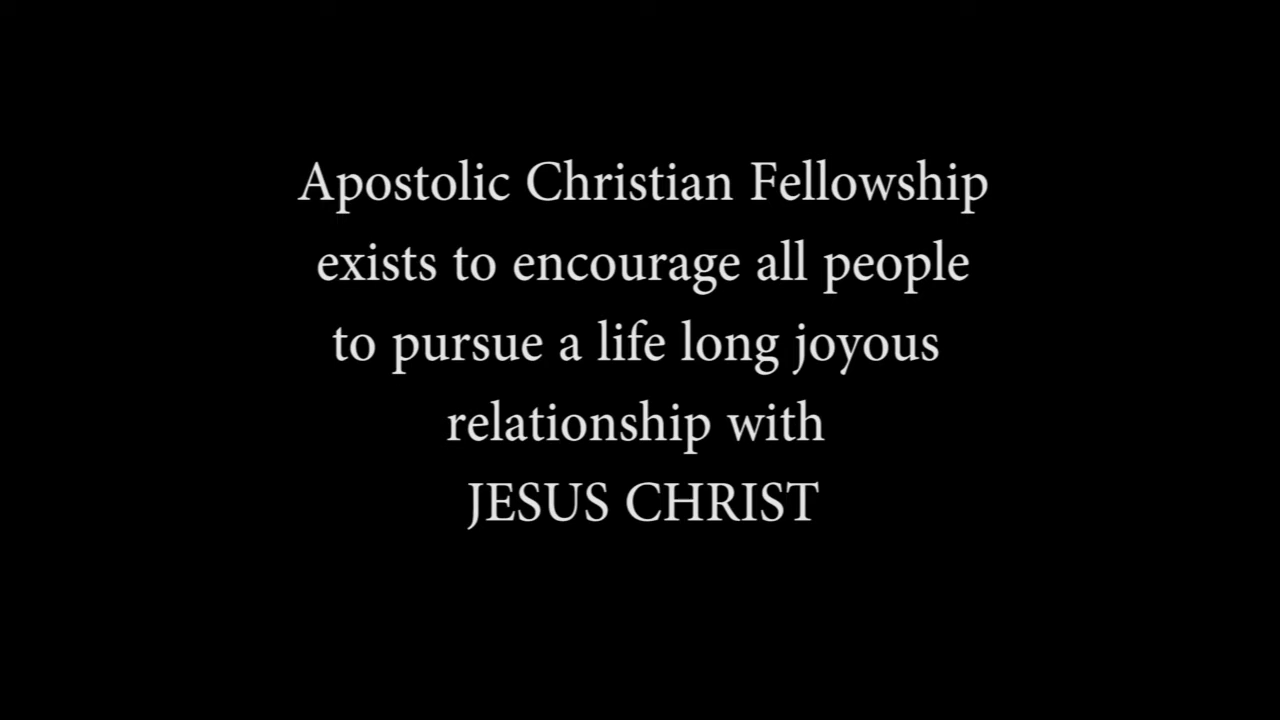 Apostolic Christian Fellowship
exists to encourage all people
to pursue a life long joyous
relationship with
JESUS CHRIST